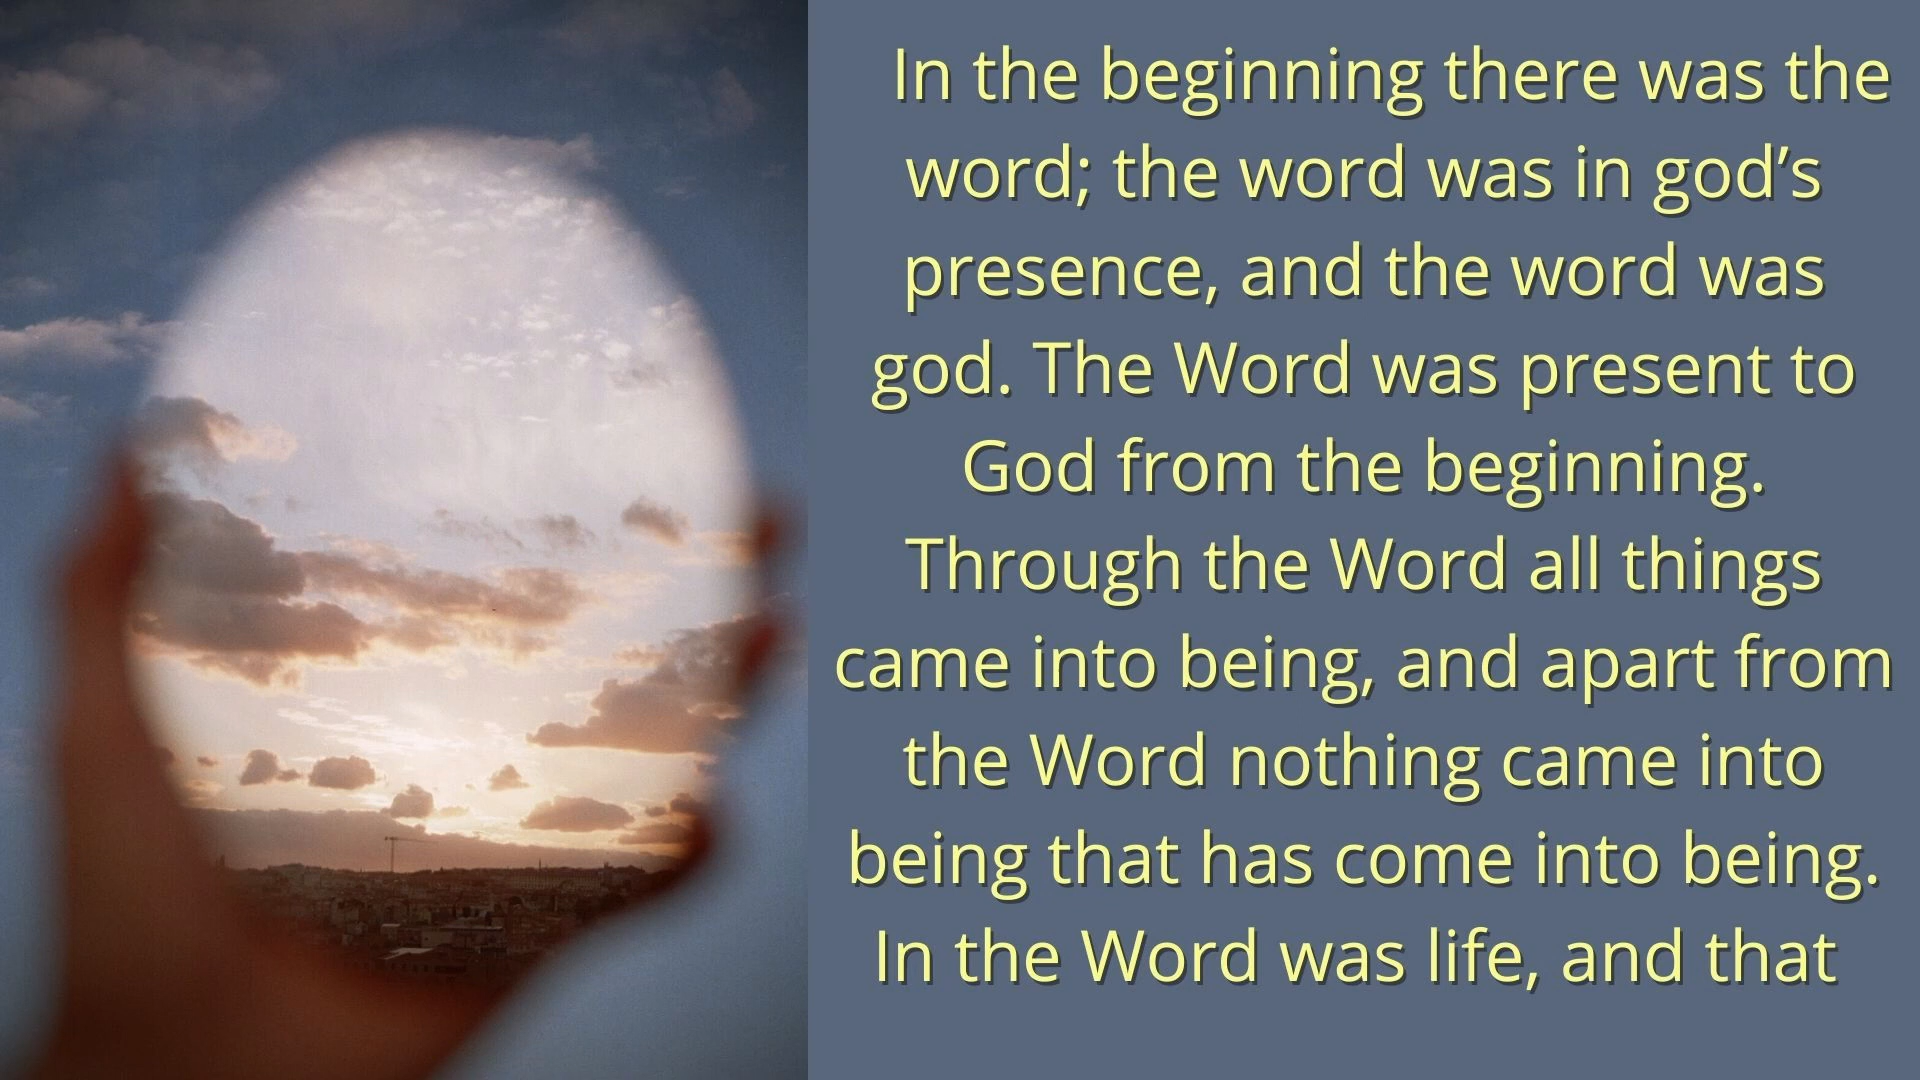 In the beginning there was the
word; the word was in god’s
presence, and the word was
god. The Word was present to
God from the beginning.
Through the Word all things
came into being, and apart from
the Word nothing came into
being that has come into being.
In the Word was life, and that